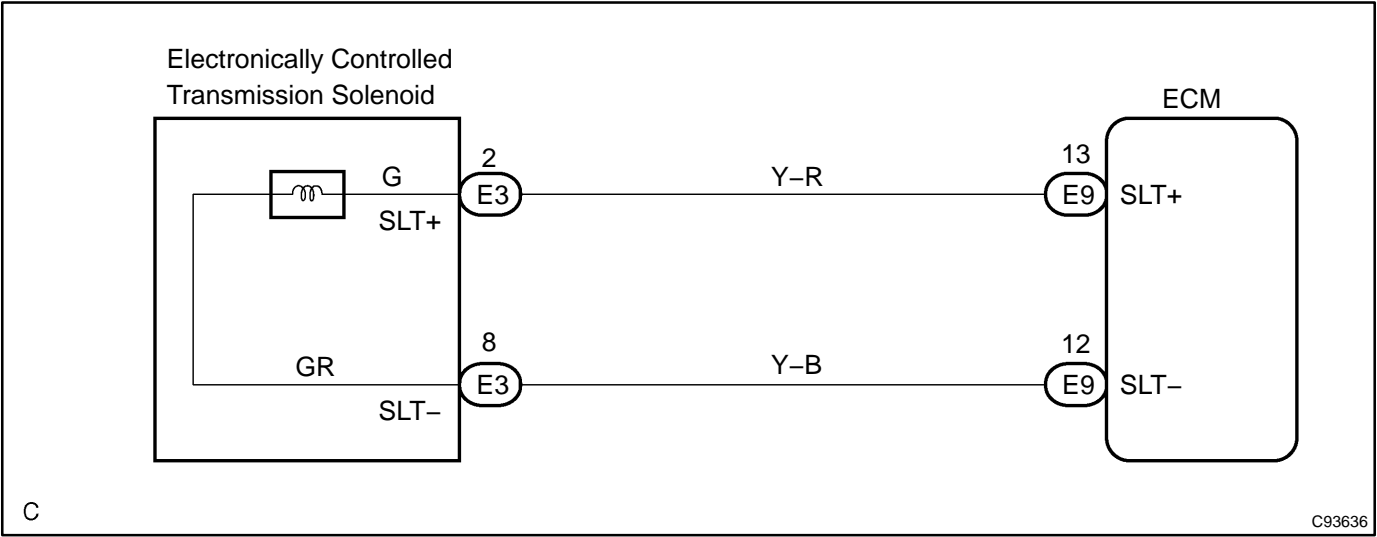 Electronically Controlled
Transmission Solenoid
ECM
G
SLT+
2
E3
Y−R
13
E9
SLT+
GR
SLT−
8
E3
Y−B
12
E9
SLT−
C
C93636